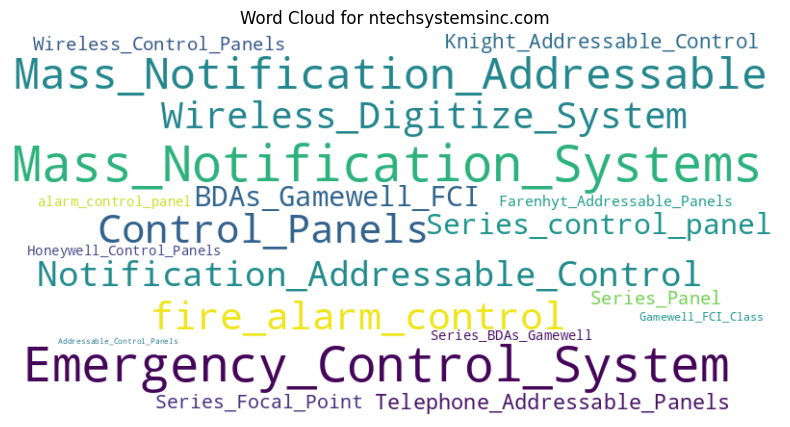 Word Cloud for ntechsystemsinc.com
Wireless_Control_Panels
Knight_Addressable_Control
Mass_Notification_Addressable
Wireless_Digitize_System
Mass_Notification_Systems
alarm_control_panel
BDAs_Gamewell_FCI
Farenhyt_Addressable_Panels
Control_Panels
Series_control_panel
Honeywell_Control_Panels
Notification_Addressable_Control
Series_Panel
fire_alarm_control
Gamewell_FCI_Class
Series_BDAs_Gamewell
Addressable_Control_Panels
Emergency_Control_System
Series_Focal_Point
Telephone_Addressable_Panels